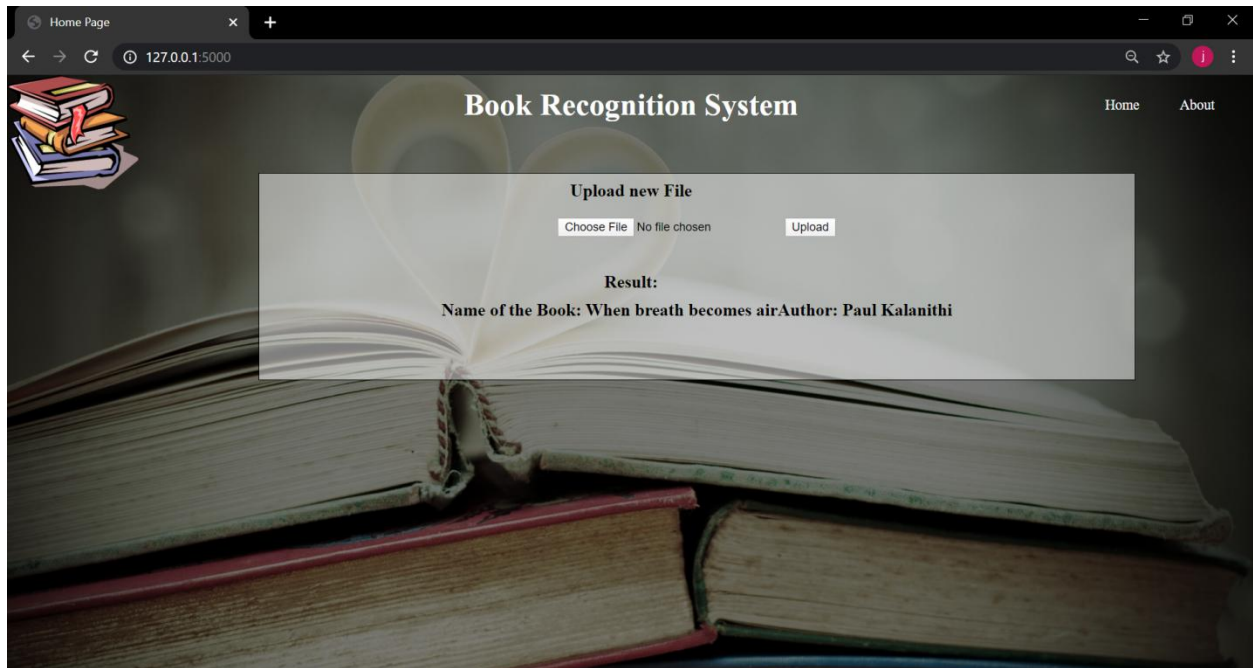 Home Page
127.0.0.1:5000
j
Book Recognition System
Home About
Upload new File
Choose File No file chosen Upload
Result:
Name of the Book: When breath becomes airAuthor: Paul Kalanithi